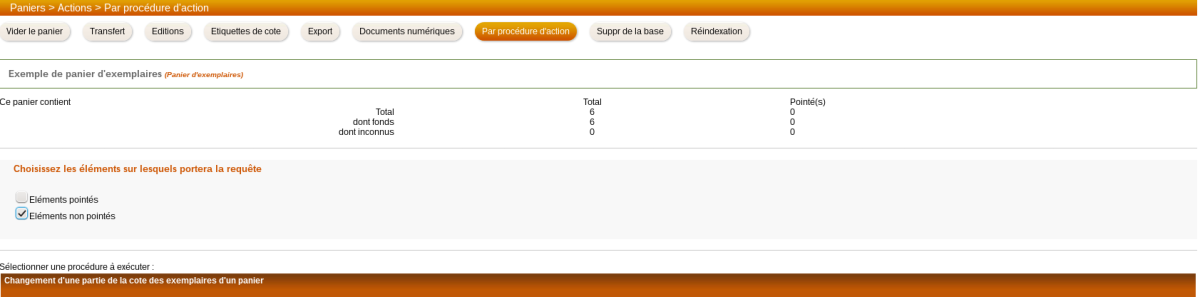 Paniers > Actions > Par procédure d'action
Vider le panier Transfert Editions Etiquettes de cote Export Documents numériques Par procédure d'action Suppr de la base Réindexation
Exemple de panier d'exemplaires (Panier d'exemplaires)
Ce panier contient Total Pointé(s)
Total 6 0
dont fonds 6 0
dont inconnus 0 0
Choisissez les éléments sur lesquels portera la requête
Eléments pointés
Eléments non pointés
Sélectionner une procédure à exécuter :
Changement d'une partie de la cote des exemplaires d'un panier